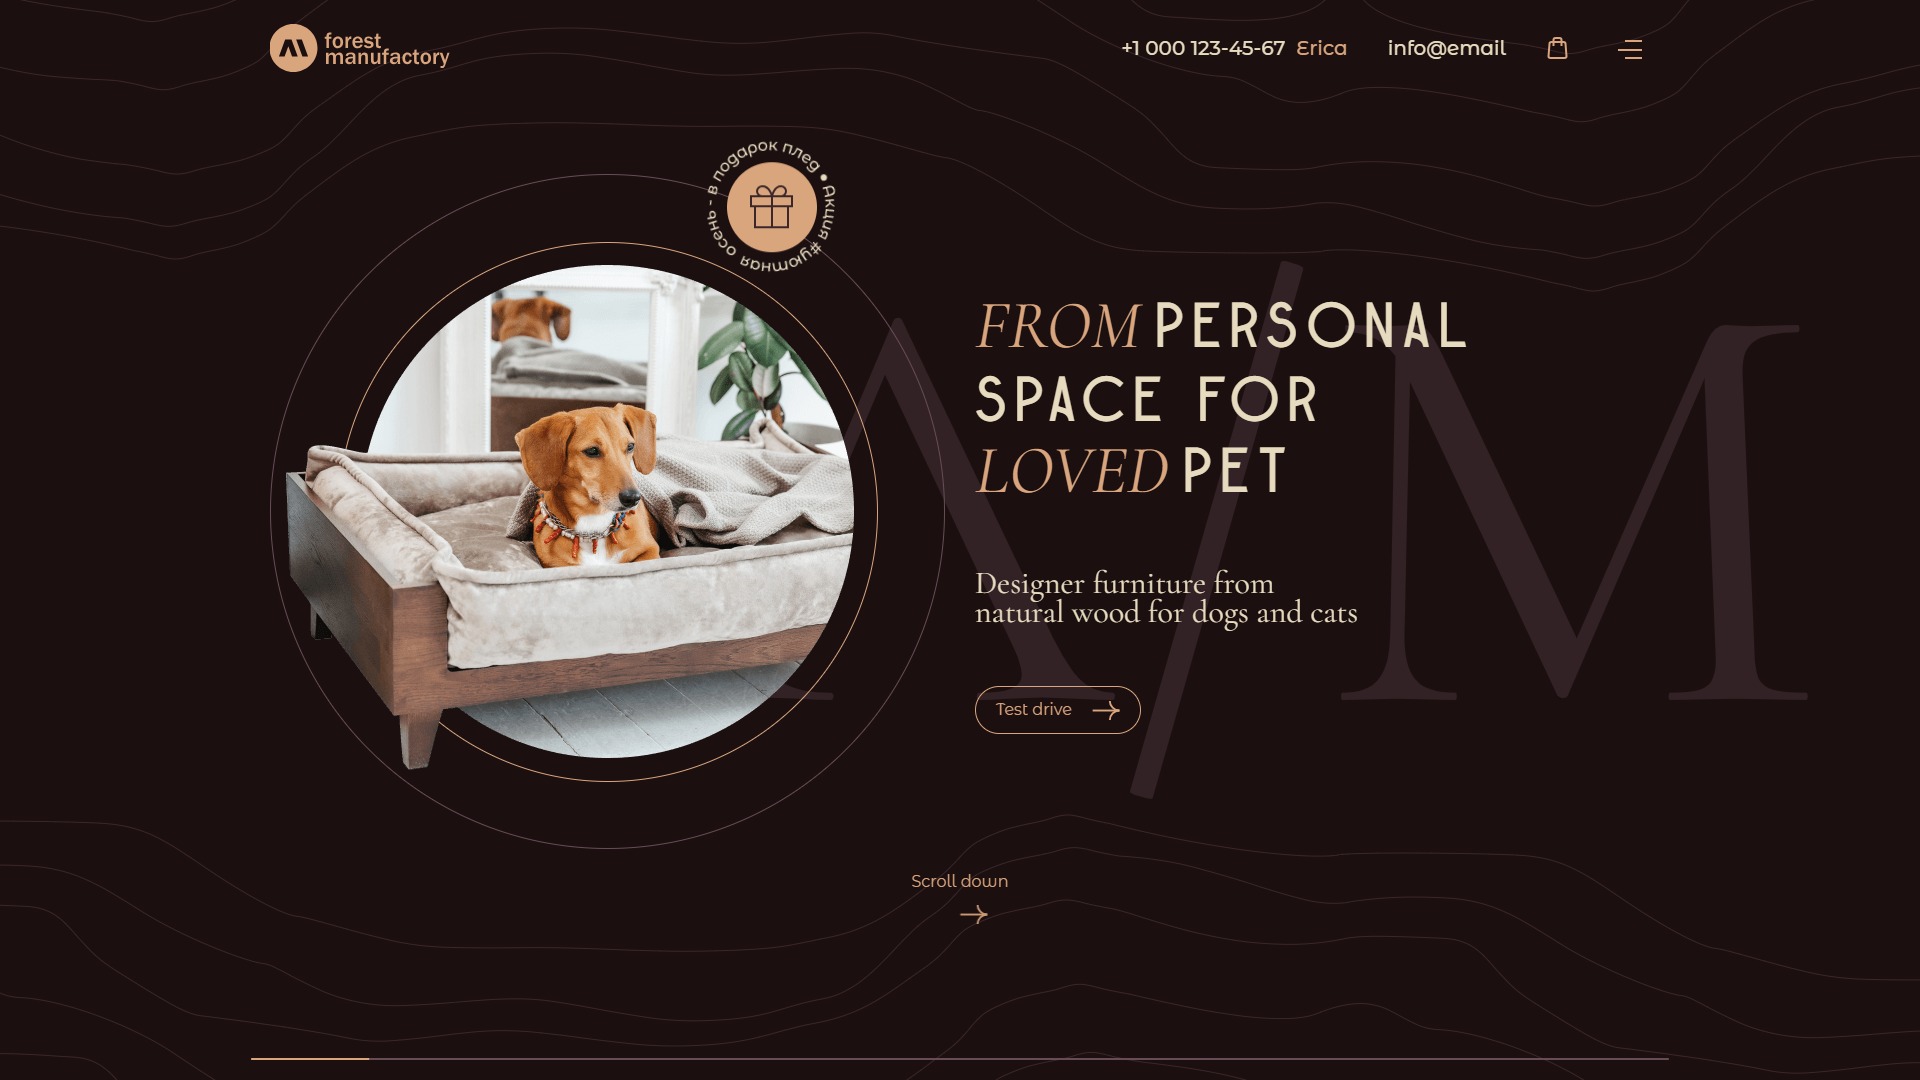 forest
manufactory
+1 000 123-45-67 Erica
info@email
Акция #уютная осень - в подарок плед •
FROM PERSONAL
SPACE FOR
LOVED PET
Designer furniture from
natural wood for dogs and cats
Test drive
Scroll down